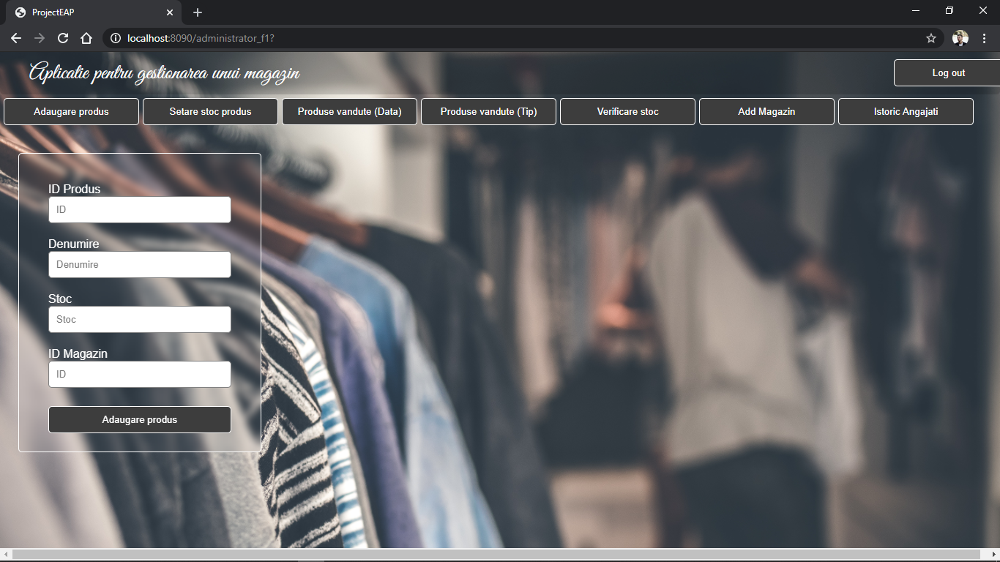 ProjectEAP
localhost:8090/administrator_f1?
Aplicatie pentru gestionarea unui magazin
Log out
Adaugare produs
Setare stoc produs
Produse vandute (Data)
Produse vandute (Tip)
Verificare stoc
Add Magazin
Istoric Angajati
ID Produs
ID
Denumire
Denumire
Stoc
Stoc
ID Magazin
ID
Adaugare produs